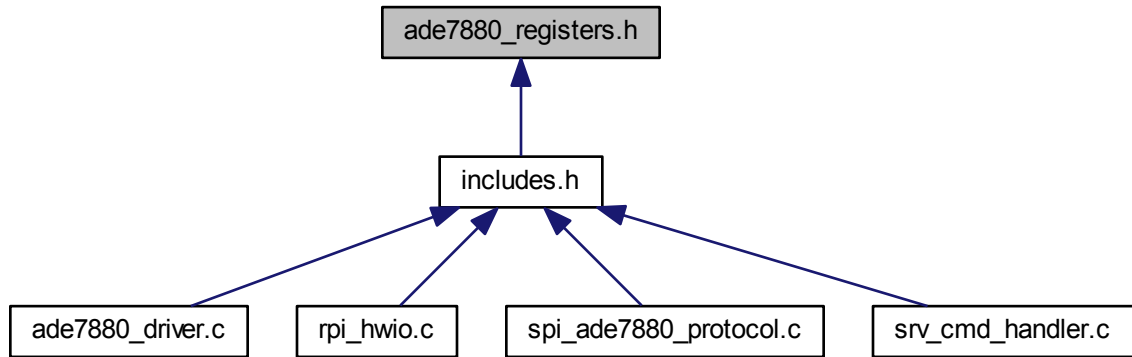 ade7880_registers.h
includes.h
ade7880_driver.c
rpi_hwio.c
spi_ade7880_protocol.c
srv_cmd_handler.c